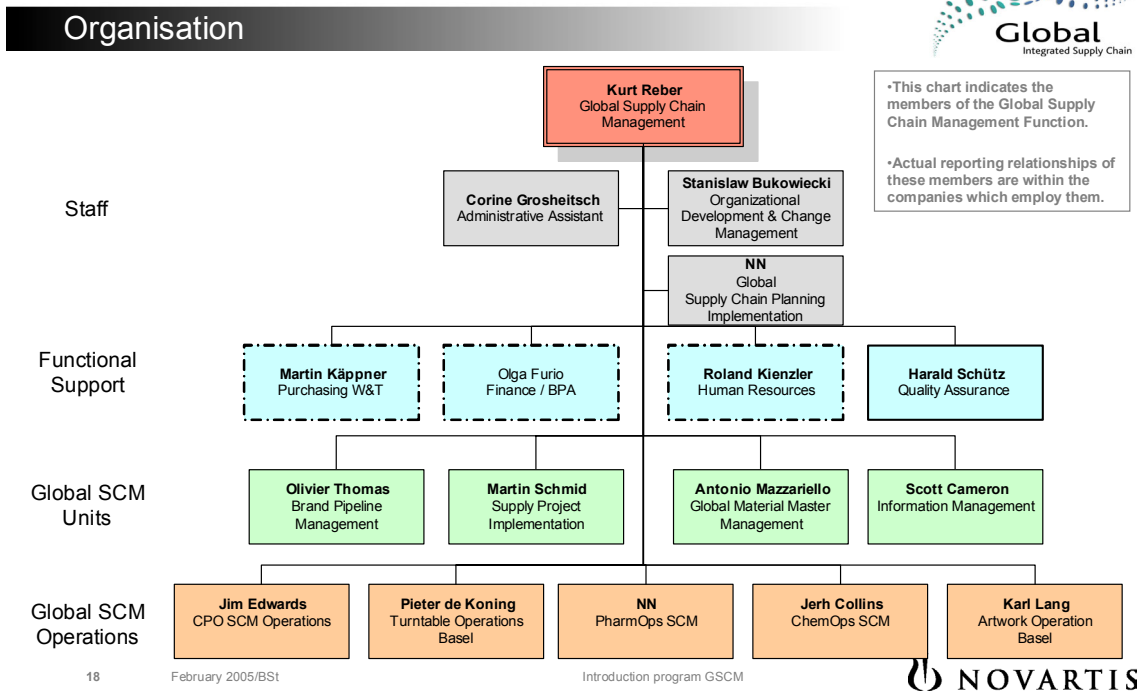 Organisation
Global
Integrated Supply Chain
Kurt Reber
Global Supply Chain
Management
•This chart indicates the
members of the Global Supply
Chain Management Function.
•Actual reporting relationships of
these members are within the
companies which employ them.
Staff
Corine Grosheitsch
Administrative Assistant
Stanislaw Bukowiecki
Organizational
Development & Change
Management
NN
Global
Supply Chain Planning
Implementation
Functional
Support
Martin Käppner
Purchasing W&T
Olga Furio
Finance / BPA
Roland Kienzler
Human Resources
Harald Schütz
Quality Assurance
Global SCM
Units
Olivier Thomas
Brand Pipeline
Management
Martin Schmid
Supply Project
Implementation
Antonio Mazzariello
Global Material Master
Management
Scott Cameron
Information Management
Global SCM
Operations
Jim Edwards
CPO SCM Operations
Pieter de Koning
Turntable Operations
Basel
NN
PharmOps SCM
Jerh Collins
ChemOps SCM
Karl Lang
Artwork Operation
Basel
18
February 2005/BSt
Introduction program GSCM
NOVARTIS